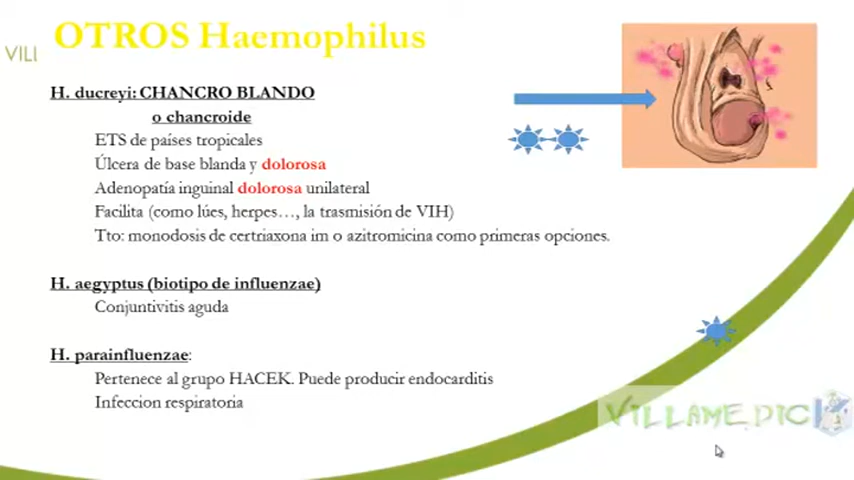 OTROS Haemophilus
VILL
H. ducreyi: CHANCRO BLANDO
o chancroide
ETS de países tropicales
Úlcera de base blanda y dolorosa
Adenopatía inguinal dolorosa unilateral
Facilita (como lúes, herpes…, la trasmisión de VIH)
Tto: monodosis de certriaxona im o azitromicina como primeras opciones.
H. aegyptus (biotipo de influenzae)
Conjuntivitis aguda
H. parainfluenzae:
Pertenece al grupo HACEK. Puede producir endocarditis
Infeccion respiratoria
VILLAMEDIC